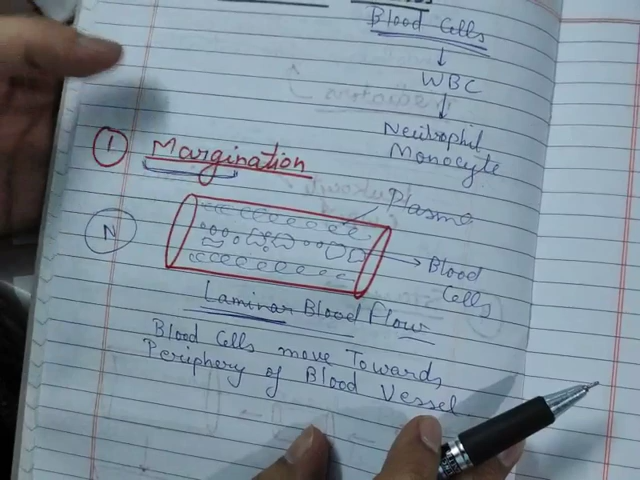 Blood Cells
↓
WBC
↓
Neutrophil
Monocyte
① Margination
N
Plasma
Blood
Cells
Laminar Blood Flow
Blood Cells move Towards
Periphery of Blood Vessel